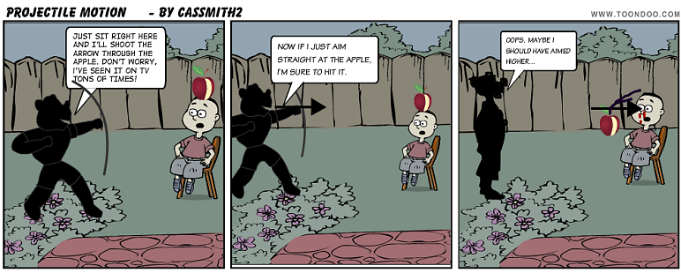 PROJECTILE MOTION - BY CASSMITH2
WWW.TOONDOO.COM
JUST SIT RIGHT HERE
AND I'LL SHOOT THE
ARROW THROUGH THE
APPLE. DON'T WORRY,
I'VE SEEN IT ON TV
TONS OF TIMES!
NOW IF I JUST AIM
STRAIGHT AT THE APPLE,
I'M SURE TO HIT IT.
OOPS. MAYBE I
SHOULD HAVE AIMED
HIGHER...